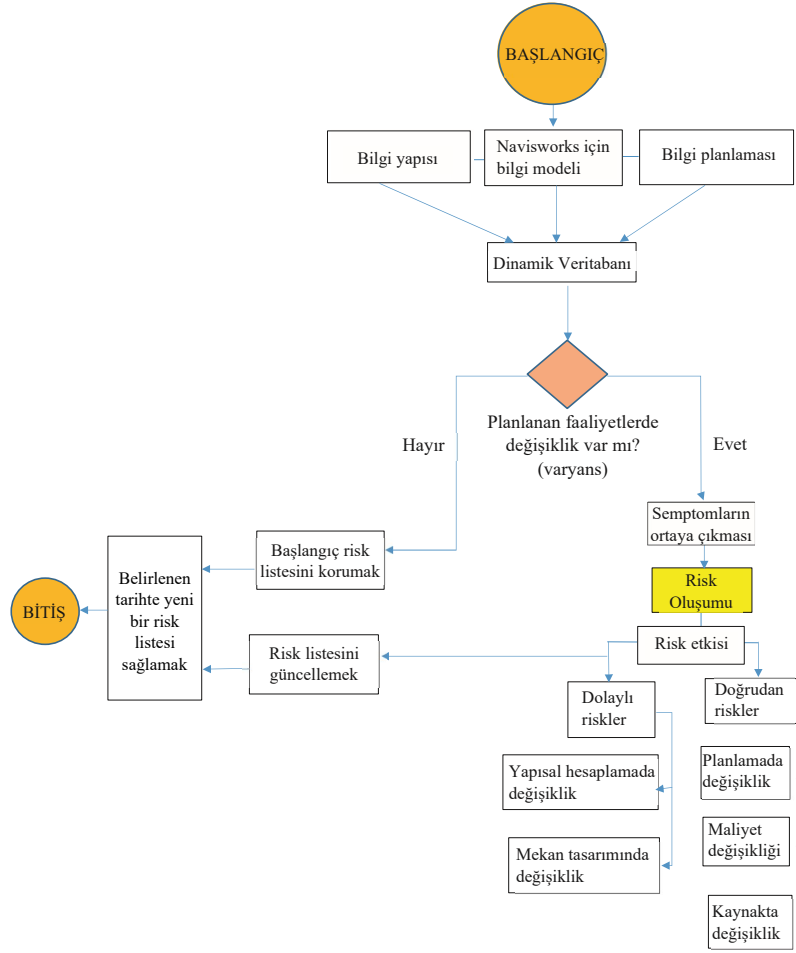 BAŞLANGIÇ
Bilgi yapısı
Navisworks için
bilgi modeli
Bilgi planlaması
Dinamik Veritabanı
Planlanan faaliyetlerde
değişiklik var mı?
(varyans)
Hayır
Evet
Semptomların
ortaya çıkması
Başlangıç risk
listesini korumak
Belirlenen
tarihte yeni
bir risk
listesi
sağlamak
BİTİŞ
Risk
Oluşumu
Risk etkisi
Risk listesini
güncellemek
Dolaylı
riskler
Doğrudan
riskler
Yapısal hesaplamada
değişiklik
Planlamada
değişiklik
Mekan tasarımında
değişiklik
Maliyet
değişikliği
Kaynakta
değişiklik